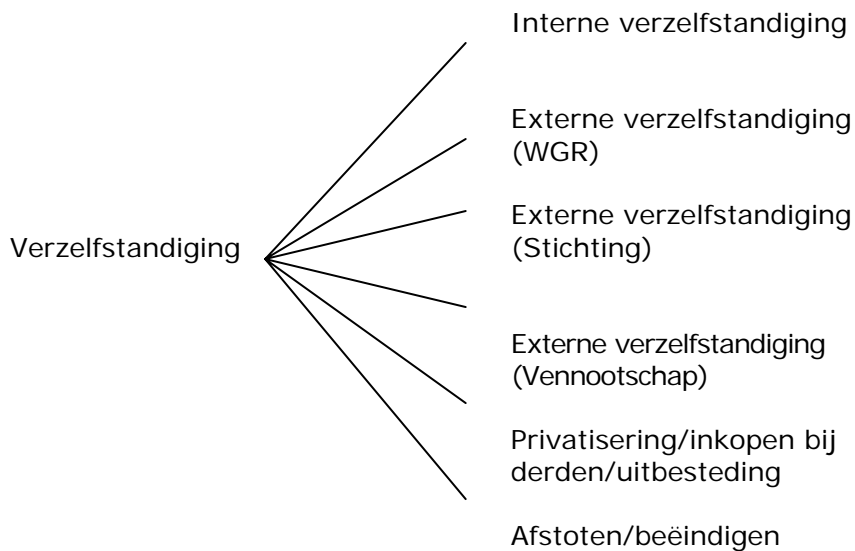 Interne verzelfstandiging
Externe verzelfstandiging
(WGR)
Externe verzelfstandiging
(Stichting)
Verzelfstandiging
Externe verzelfstandiging
(Vennootschap)
Privatisering/inkopen bij
derden/uitbesteding
Afstoten/beëindigen